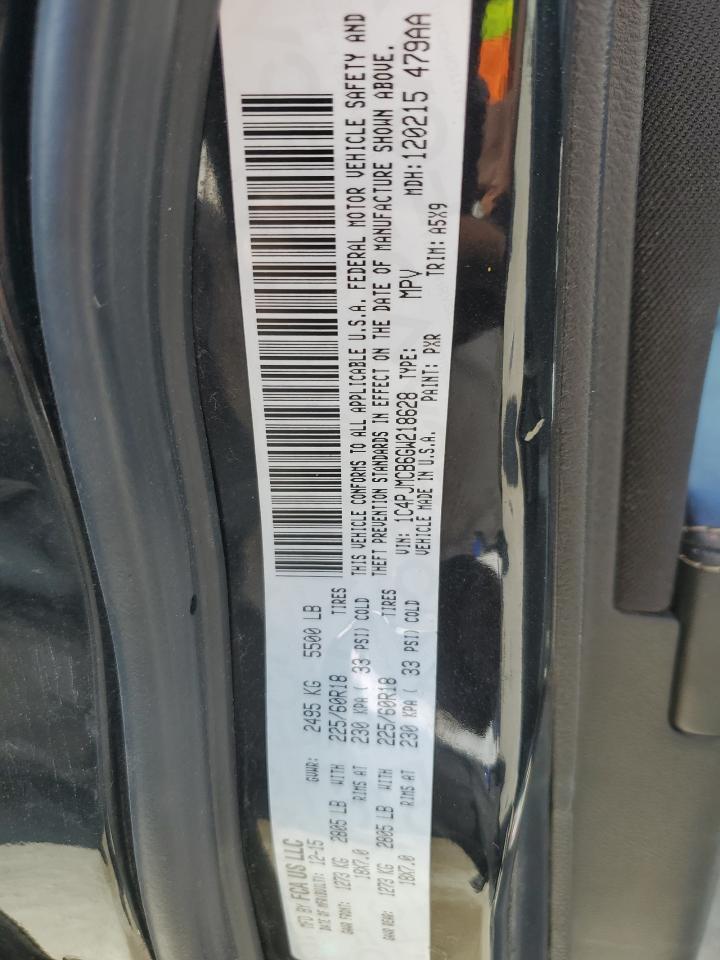 MFD BY FCA US LLC
DATE OF MFR(BUILT): 12-15 GVWR: 2495 KG 5500 LB
GAWR FRONT: 1273 KG 2805 LB WITH 225/60R18 TIRES
18X7.0 RIMS AT 230 KPA ( 33 PSI) COLD
GAWR REAR: 1273 KG 2805 LB WITH 225/60R18 TIRES
18X7.0 RIMS AT 230 KPA ( 33 PSI) COLD
THIS VEHICLE CONFORMS TO ALL APPLICABLE U.S.A. FEDERAL MOTOR VEHICLE SAFETY AND
THEFT PREVENTION STANDARDS IN EFFECT ON THE DATE OF MANUFACTURE SHOWN ABOVE.
VIN: 1C4PJMCB6GW218628 TYPE: MPV MDH:120215 479AA
VEHICLE MADE IN U.S.A. PAINT: PXR TRIM: A5X9